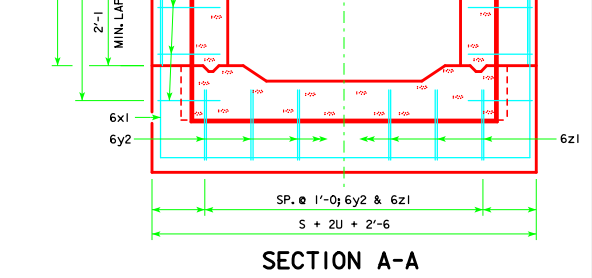 2'-1
MIN. LAP
6x1
6y2
6z1
SP. @ 1'-0; 6y2 & 6z1
S + 2U + 2'-6
SECTION A-A